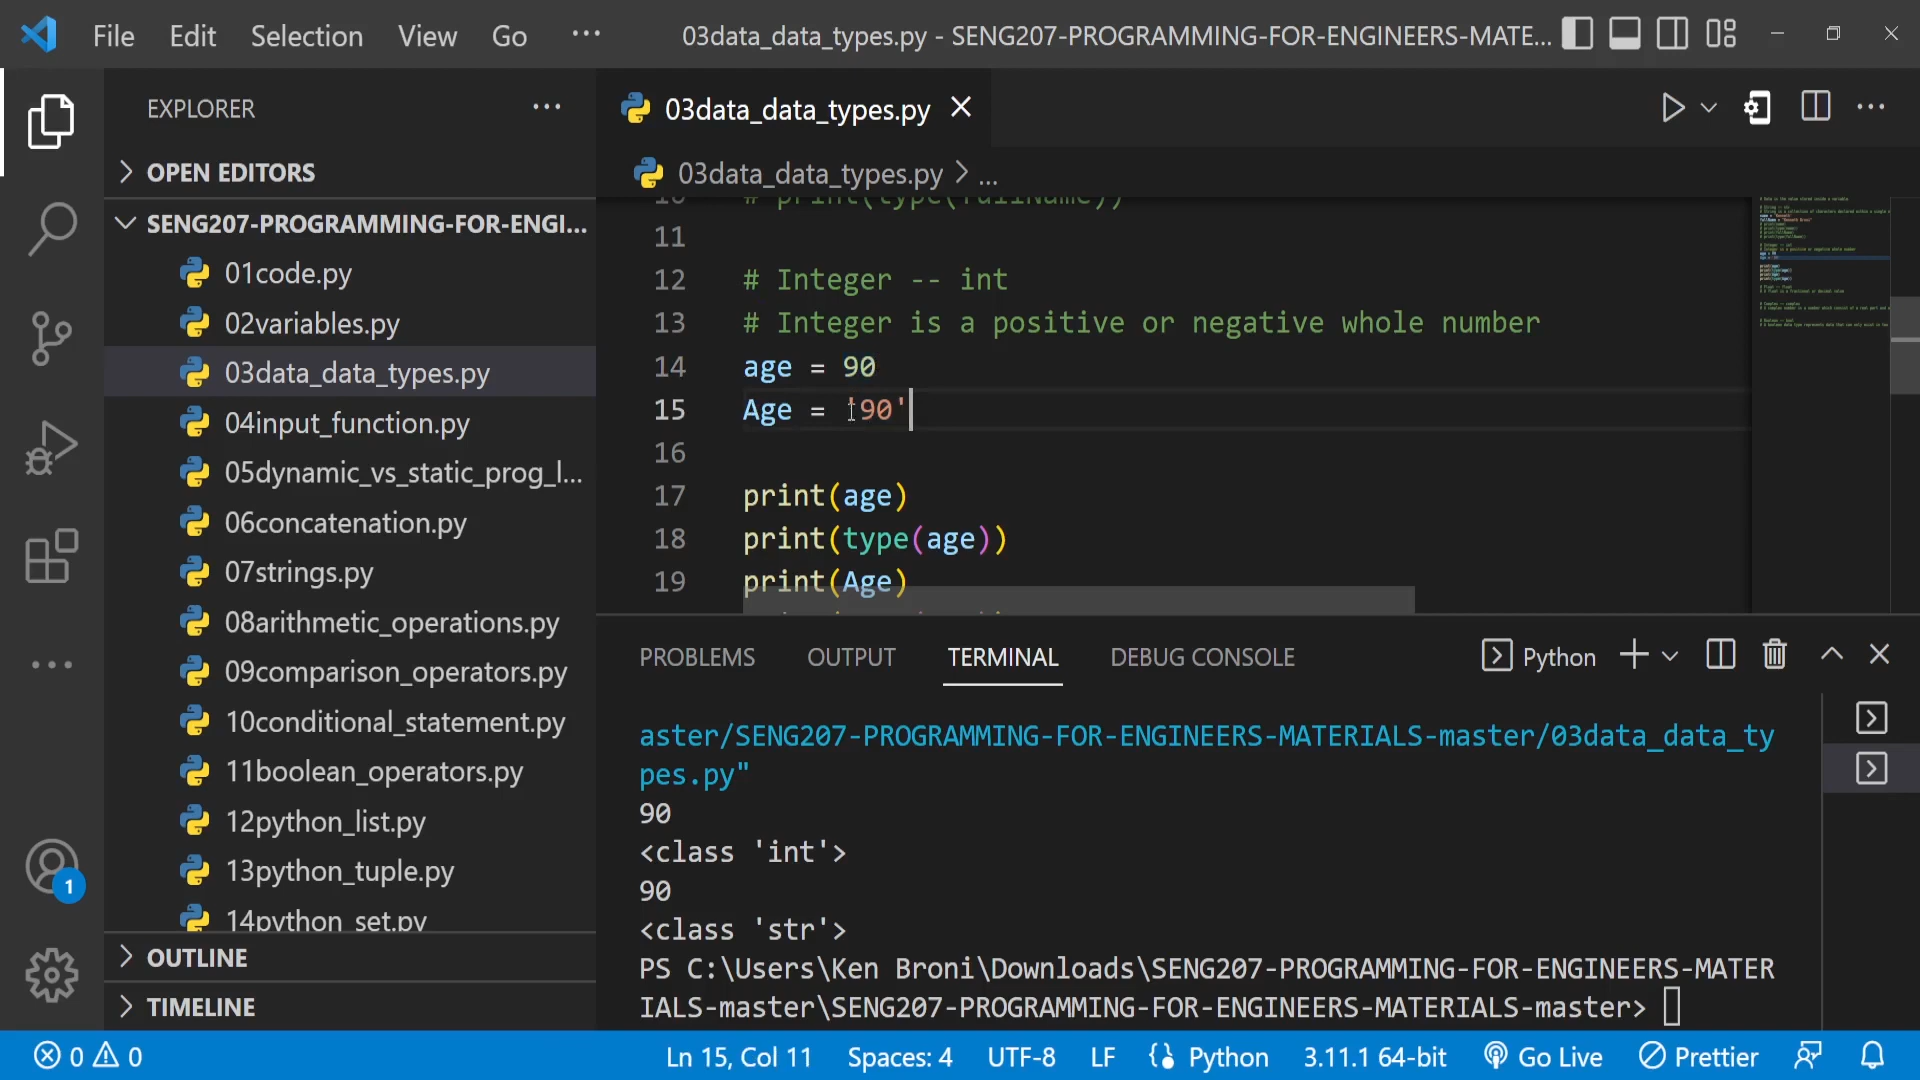 File Edit Selection View Go ··· 03data_data_types.py - SENG207-PROGRAMMING-FOR-ENGINEERS-MATE...
EXPLORER ···
OPEN EDITORS
SENG207-PROGRAMMING-FOR-ENGI...
01code.py
02variables.py
03data_data_types.py
04input_function.py
05dynamic_vs_static_prog_l...
06concatenation.py
07strings.py
08arithmetic_operations.py
09comparison_operators.py
10conditional_statement.py
11boolean_operators.py
12python_list.py
13python_tuple.py
14python_set.py
OUTLINE
TIMELINE
1
03data_data_types.py
03data_data_types.py > ...
10 # print(type(fullName))
11
12 # Integer -- int
13 # Integer is a positive or negative whole number
14 age = 90
15 Age = '90'
16
17 print(age)
18 print(type(age))
19 print(Age)
PROBLEMS OUTPUT TERMINAL DEBUG CONSOLE Python
aster/SENG207-PROGRAMMING-FOR-ENGINEERS-MATERIALS-master/03data_data_ty
pes.py"
90
<class 'int'>
90
<class 'str'>
PS C:\Users\Ken Broni\Downloads\SENG207-PROGRAMMING-FOR-ENGINEERS-MATER
IALS-master\SENG207-PROGRAMMING-FOR-ENGINEERS-MATERIALS-master>
0 0 Ln 15, Col 11 Spaces: 4 UTF-8 LF Python 3.11.1 64-bit Go Live Prettier